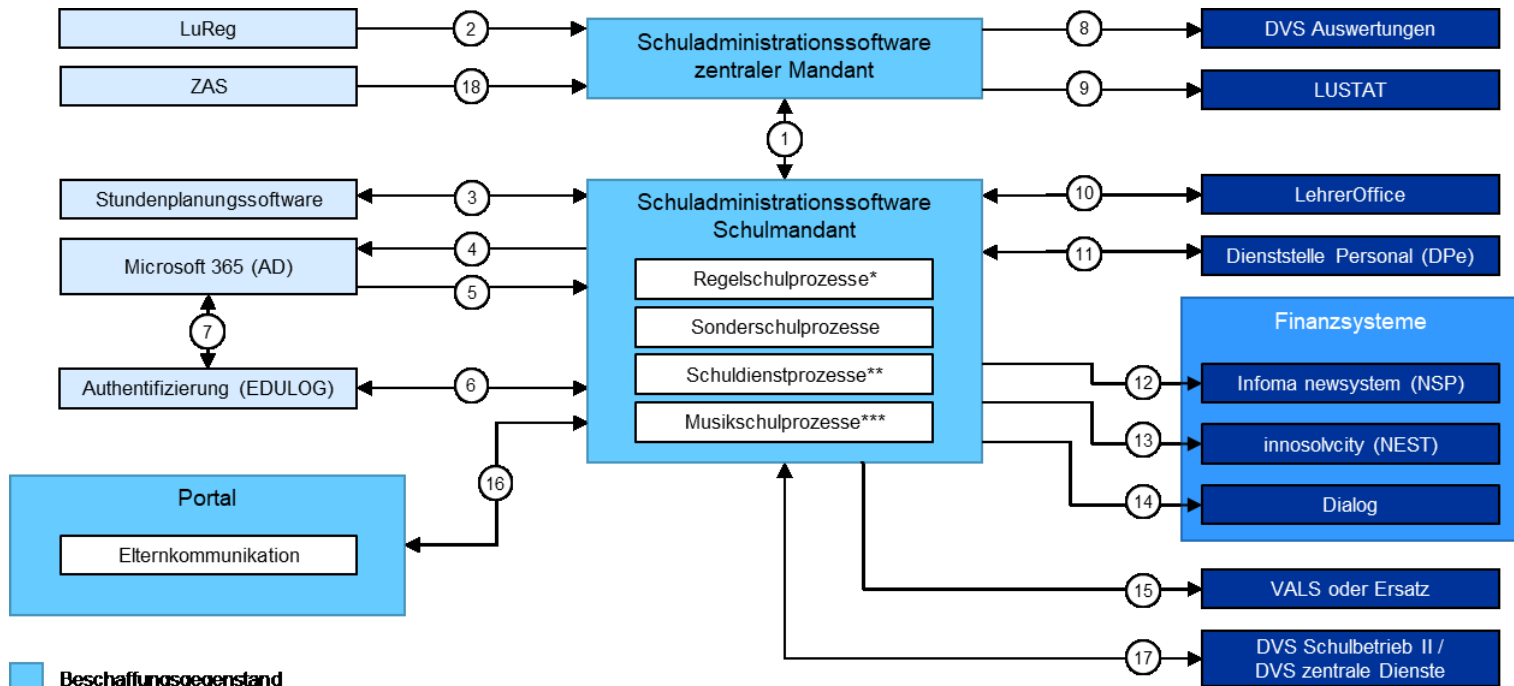 LuReg
2
Schuladministrationssoftware
zentraler Mandant
8
DVS Auswertungen
ZAS
18
9
LUSTAT
1
Stundenplanungssoftware
3
Schuladministrationssoftware
Schulmandant
10
LehrerOffice
Microsoft 365 (AD)
4
5
11
Dienststelle Personal (DPe)
Regelschulprozesse*
Sonderschulprozesse
Schuldienstprozesse**
Musikschulprozesse***
7
Authentifizierung (EDULOG)
6
Finanzsysteme
12
Infoma newsystem (NSP)
13
innosolvcity (NEST)
14
Dialog
16
Portal
Elternkommunikation
15
VALS oder Ersatz
17
DVS Schulbetrieb II /
DVS zentrale Dienste
Beschaffungsgegenstand